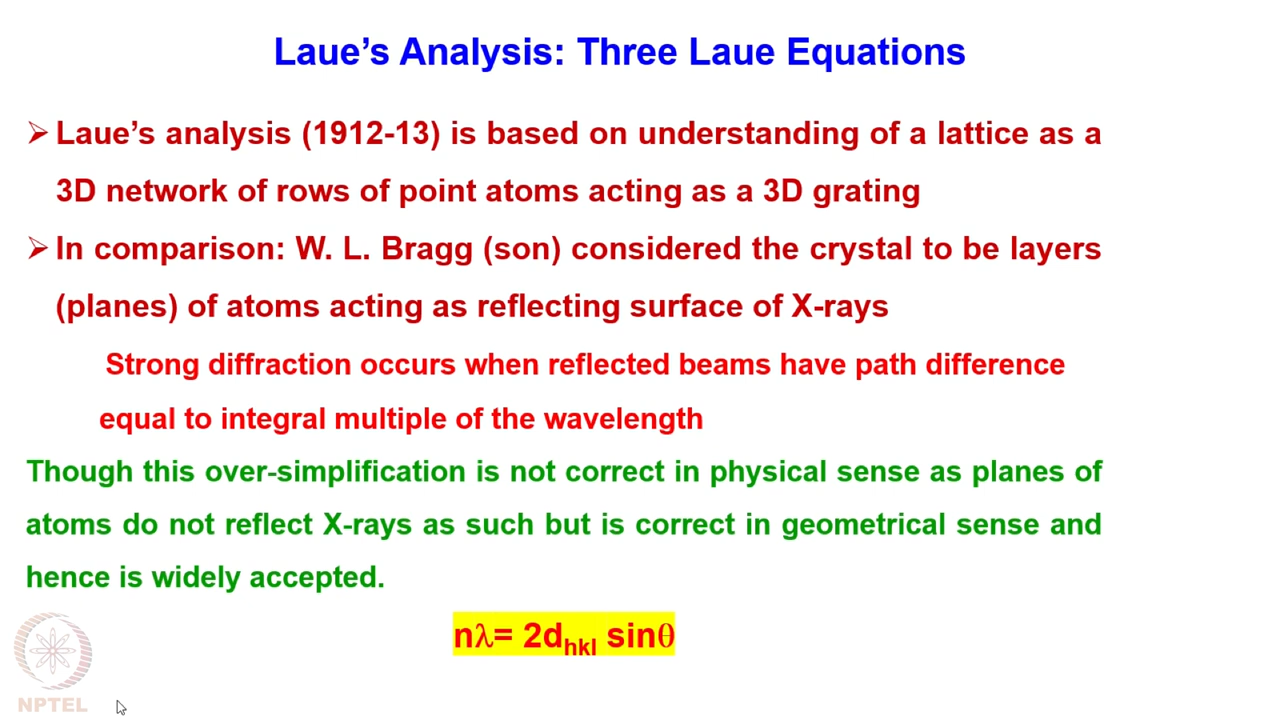 Laue’s Analysis: Three Laue Equations
➢ Laue’s analysis (1912-13) is based on understanding of a lattice as a
3D network of rows of point atoms acting as a 3D grating
➢ In comparison: W. L. Bragg (son) considered the crystal to be layers
(planes) of atoms acting as reflecting surface of X-rays
Strong diffraction occurs when reflected beams have path difference
equal to integral multiple of the wavelength
Though this over-simplification is not correct in physical sense as planes of
atoms do not reflect X-rays as such but is correct in geometrical sense and
hence is widely accepted.
nλ= 2dhkl sinθ
NPTEL